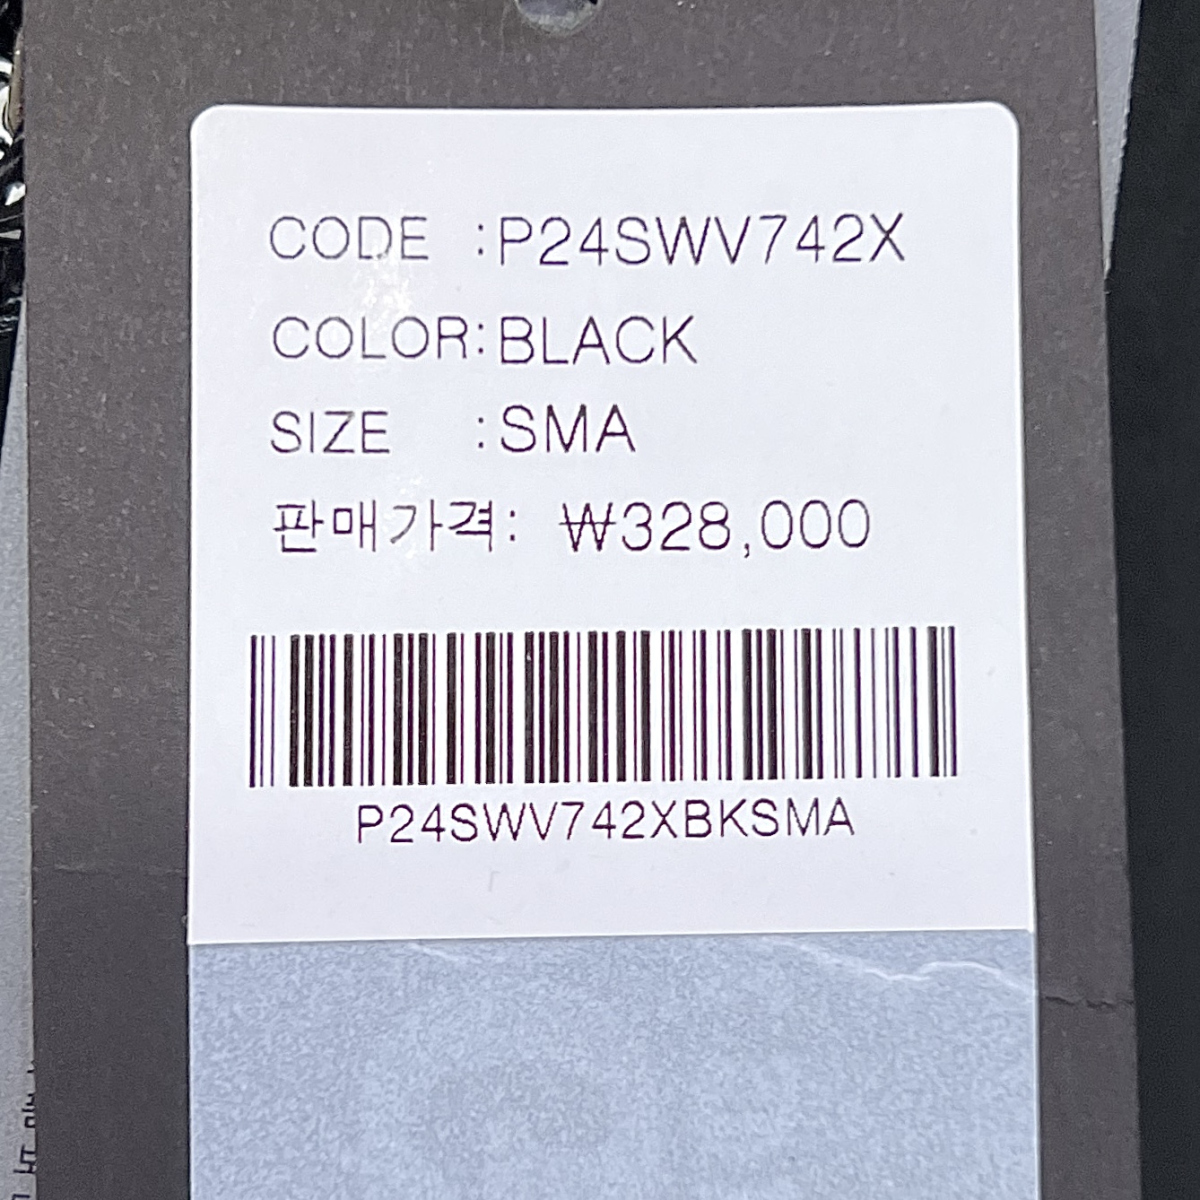 CODE :P24SWV742X
COLOR:BLACK
SIZE :SMA
판매가격: ₩328,000
P24SWV742XBKSMA